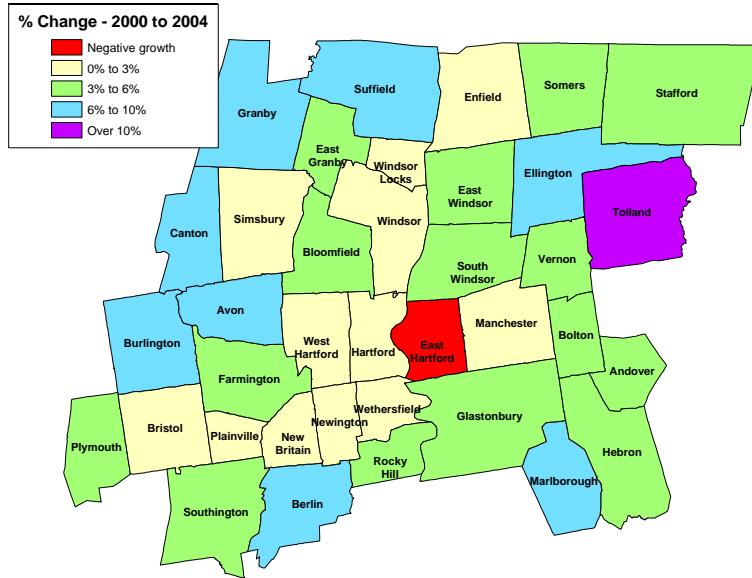 % Change - 2000 to 2004
Negative growth
0% to 3%
3% to 6%
6% to 10%
Over 10%
Granby
Suffield
Enfield
Somers
Stafford
East
Granby
Windsor
Locks
East
Windsor
Ellington
Tolland
Canton
Simsbury
Windsor
Bloomfield
South
Windsor
Vernon
Burlington
Avon
West
Hartford
Hartford
East
Hartford
Manchester
Bolton
Andover
Farmington
Plymouth
Bristol
Plainville
New
Britain
Newington
Wethersfield
Glastonbury
Hebron
Rocky
Hill
Marlborough
Southington
Berlin